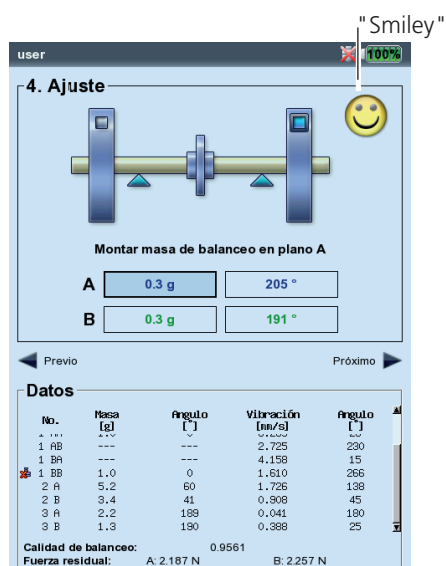 "Smiley"
user 100%
4. Ajuste
Montar masa de balanceo en plano A
A 0.3 g 205 °
B 0.3 g 191 °
Previo Próximo
Datos
No. Masa [g] Angulo [°] Vibración [mm/s] Angulo [°]
1 AB --- --- 2.725 230
1 BA --- --- 4.158 15
1 BB 1.0 0 1.610 266
2 A 5.2 60 1.726 138
2 B 3.4 41 0.908 45
3 A 2.2 189 0.041 180
3 B 1.3 190 0.388 25
Calidad de balanceo: 0.9561
Fuerza residual: A: 2.187 N B: 2.257 N